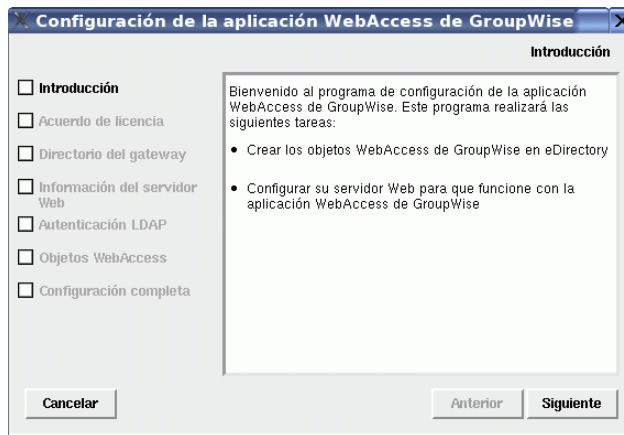 Configuración de la aplicación WebAccess de GroupWise
Introducción
Introducción
Acuerdo de licencia
Directorio del gateway
Información del servidor
Web
Autenticación LDAP
Objetos WebAccess
Configuración completa
Bienvenido al programa de configuración de la aplicación
WebAccess de GroupWise. Este programa realizará las
siguientes tareas:
• Crear los objetos WebAccess de GroupWise en eDirectory
• Configurar su servidor Web para que funcione con la
aplicación WebAccess de GroupWise
Cancelar
Anterior
Siguiente